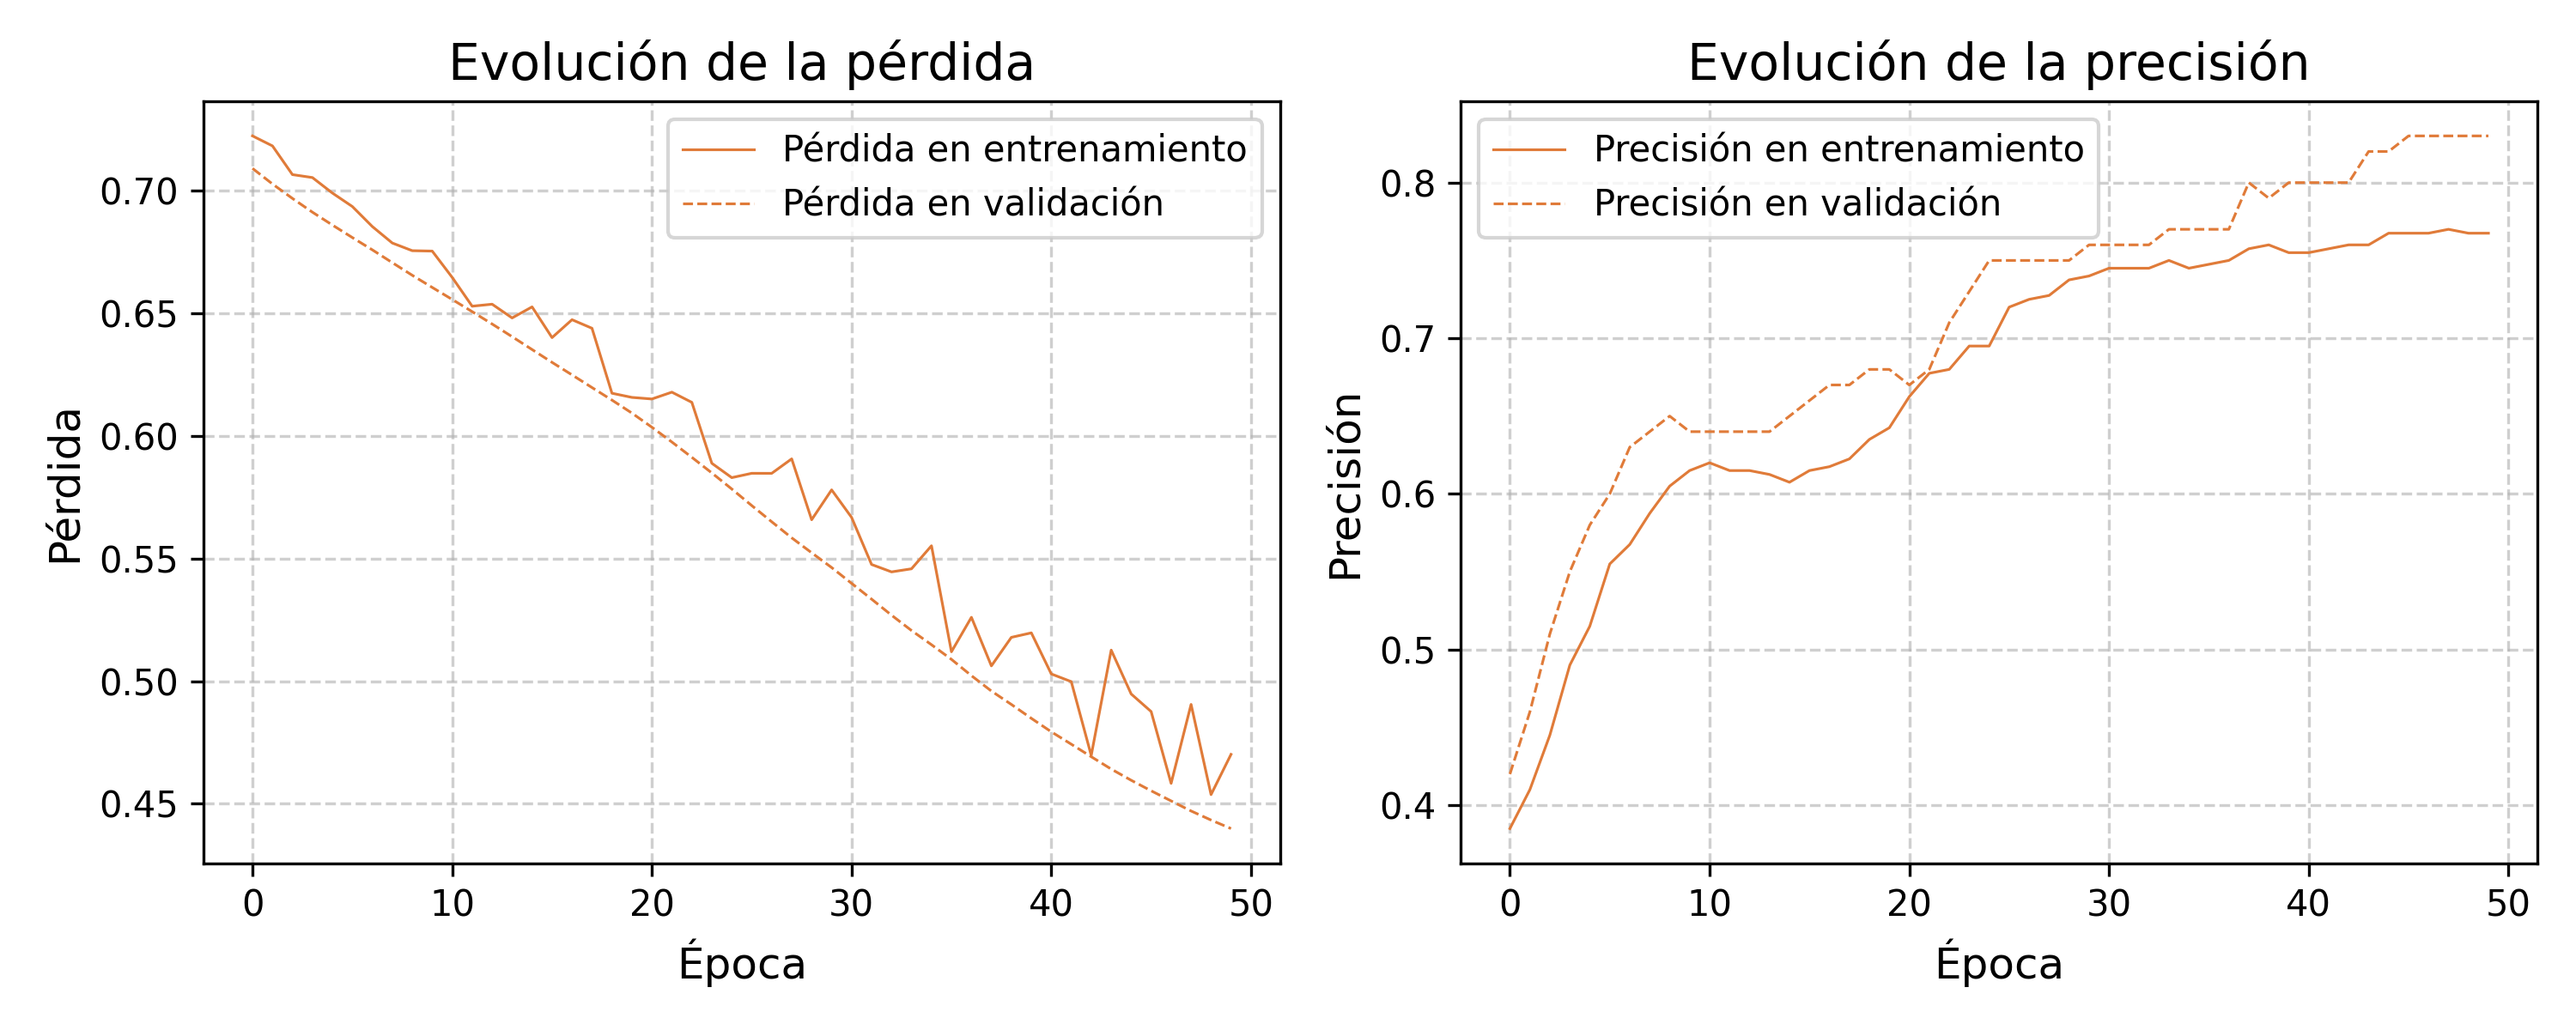 Evolución de la pérdida
Pérdida en entrenamiento
Pérdida en validación
Pérdida
0.70
0.65
0.60
0.55
0.50
0.45
0 10 20 30 40 50
Época
Evolución de la precisión
Precisión en entrenamiento
Precisión en validación
Precisión
0.8
0.7
0.6
0.5
0.4
0 10 20 30 40 50
Época